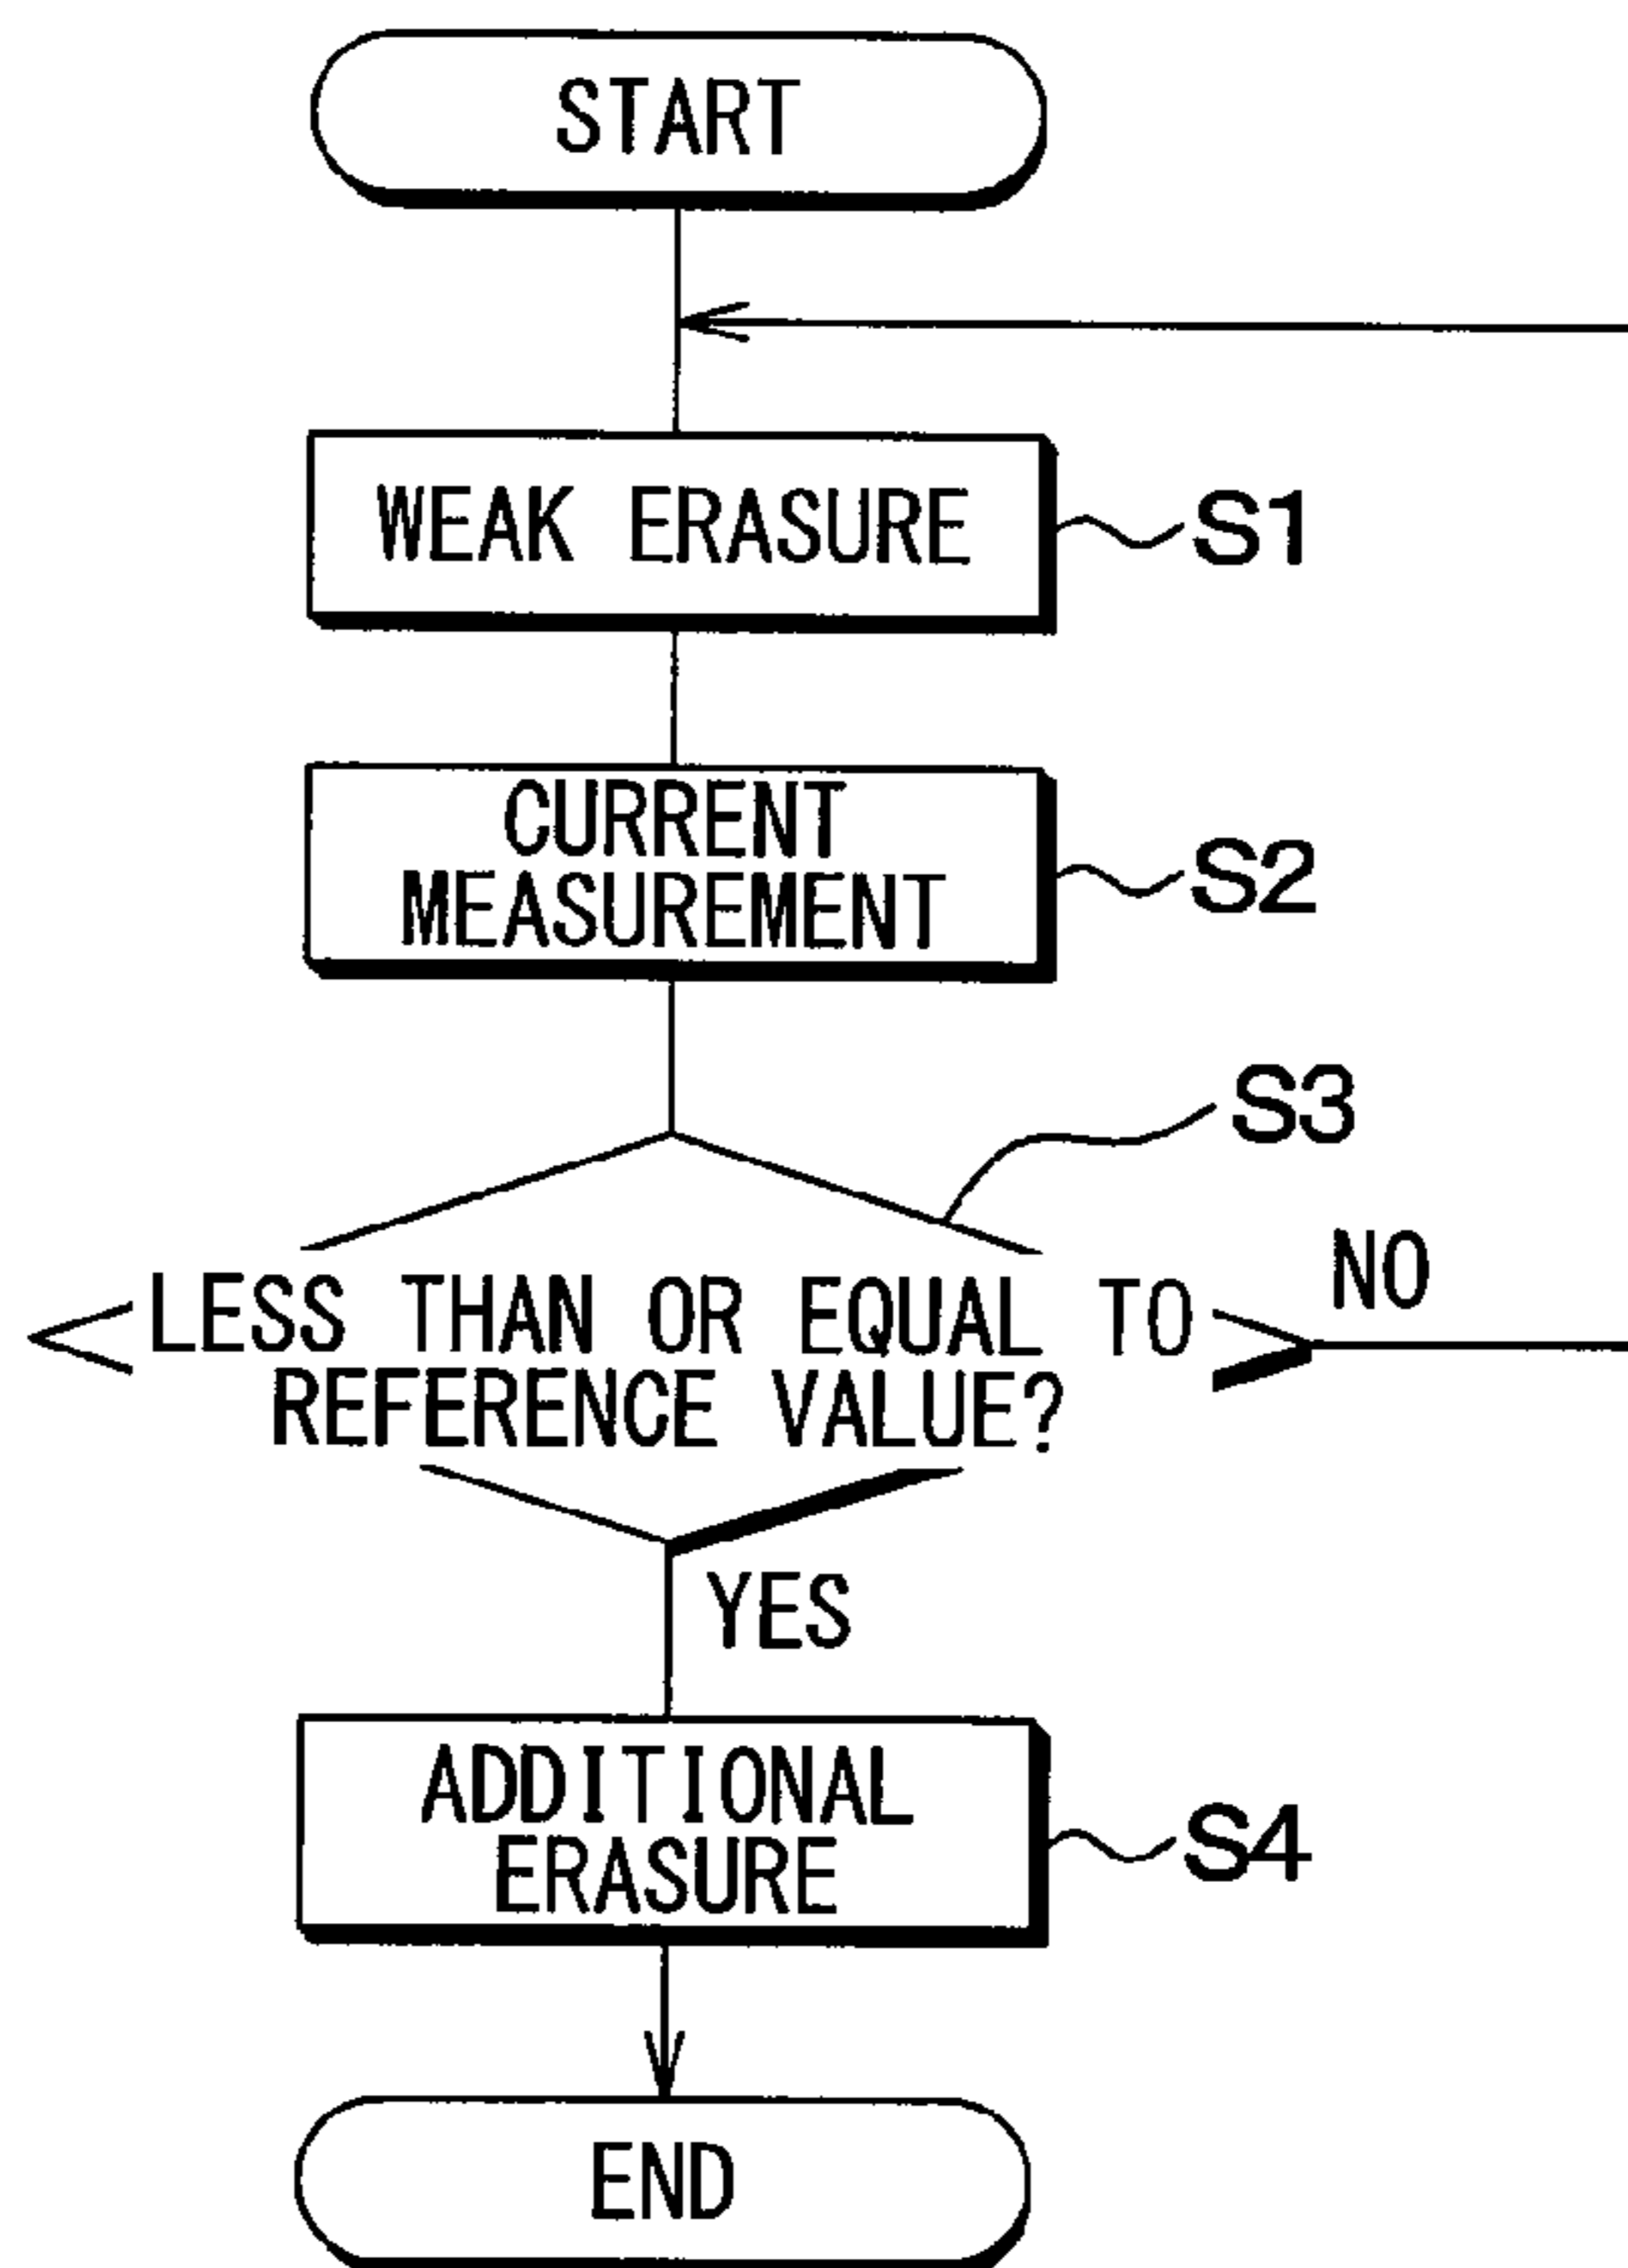 START
WEAK ERASURE
S1
CURRENT
MEASUREMENT
S2
S3
LESS THAN OR EQUAL TO
REFERENCE VALUE?
NO
YES
ADDITIONAL
ERASURE
S4
END